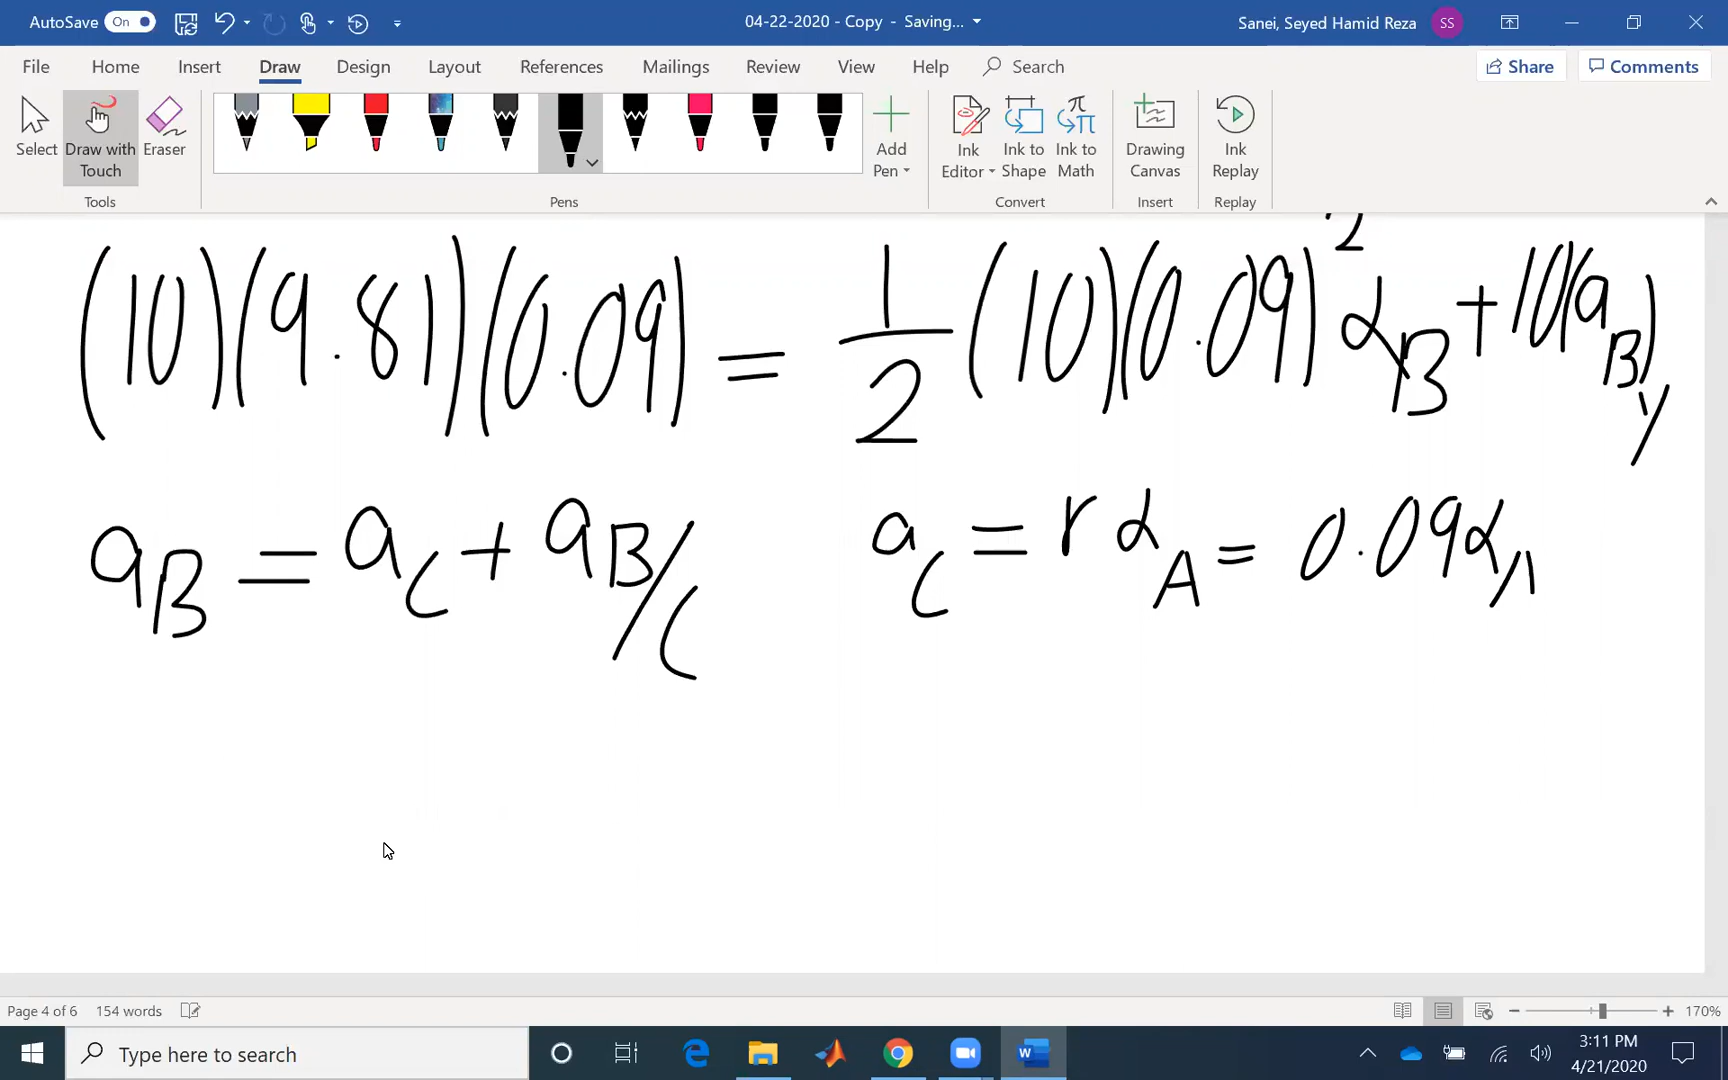 AutoSave On 04-22-2020 - Copy - Saving... Sanei, Seyed Hamid Reza SS
File Home Insert Draw Design Layout References Mailings Review View Help Search Share Comments
Select Draw with Touch Eraser Add Pen Ink Editor Ink to Shape Ink to Math Drawing Canvas Ink Replay
Tools Pens Convert Insert Replay
(10)(9.81)(0.09) = 1/2 (10)(0.09)² α_B + 10(a_B)_y
a_B = a_C + a_B/C a_C = r α_A = 0.09 α_A
Page 4 of 6 154 words 170%
Type here to search 3:11 PM
4/21/2020